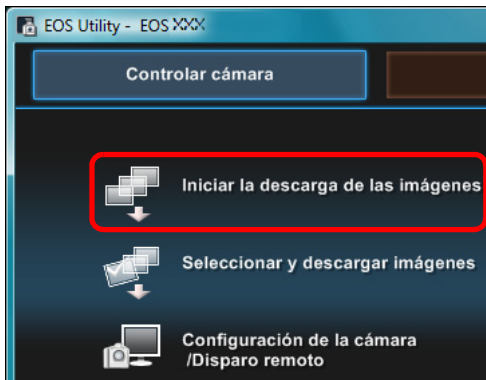 EOS Utility - EOS XXX
Controlar cámara
Iniciar la descarga de las imágenes
Seleccionar y descargar imágenes
Configuración de la cámara
/Disparo remoto